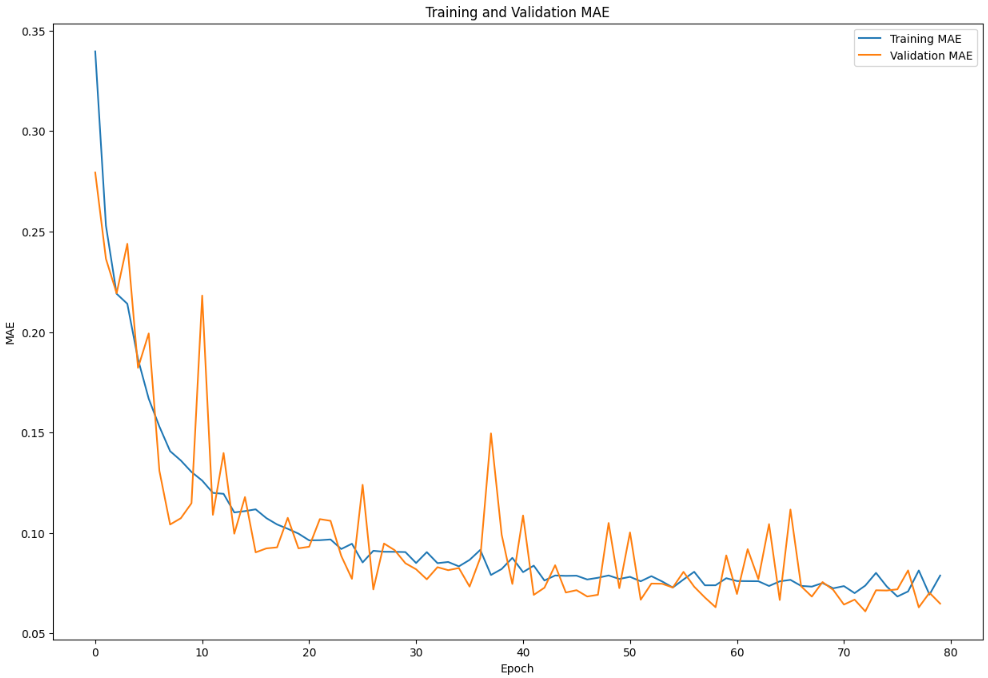 Training and Validation MAE
Training MAE
Validation MAE
MAE
0.35
0.30
0.25
0.20
0.15
0.10
0.05
0 10 20 30 40 50 60 70 80
Epoch